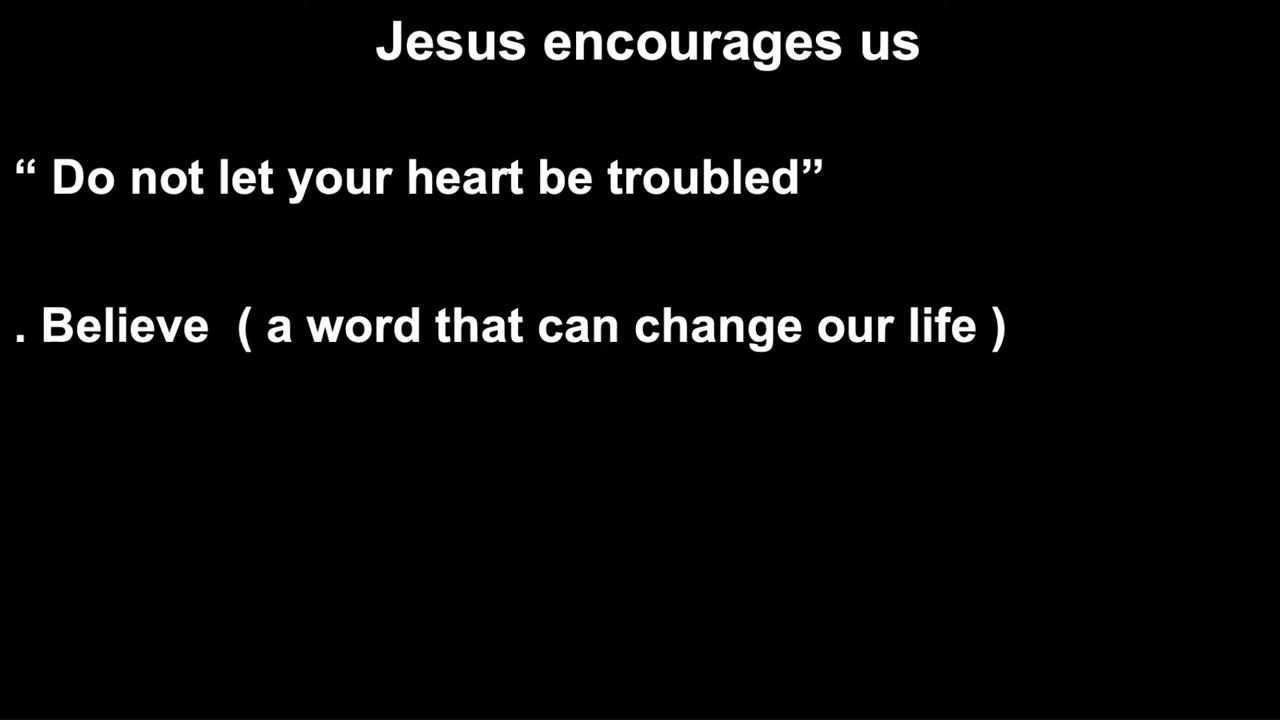 Jesus encourages us
“ Do not let your heart be troubled”
. Believe  ( a word that can change our life )